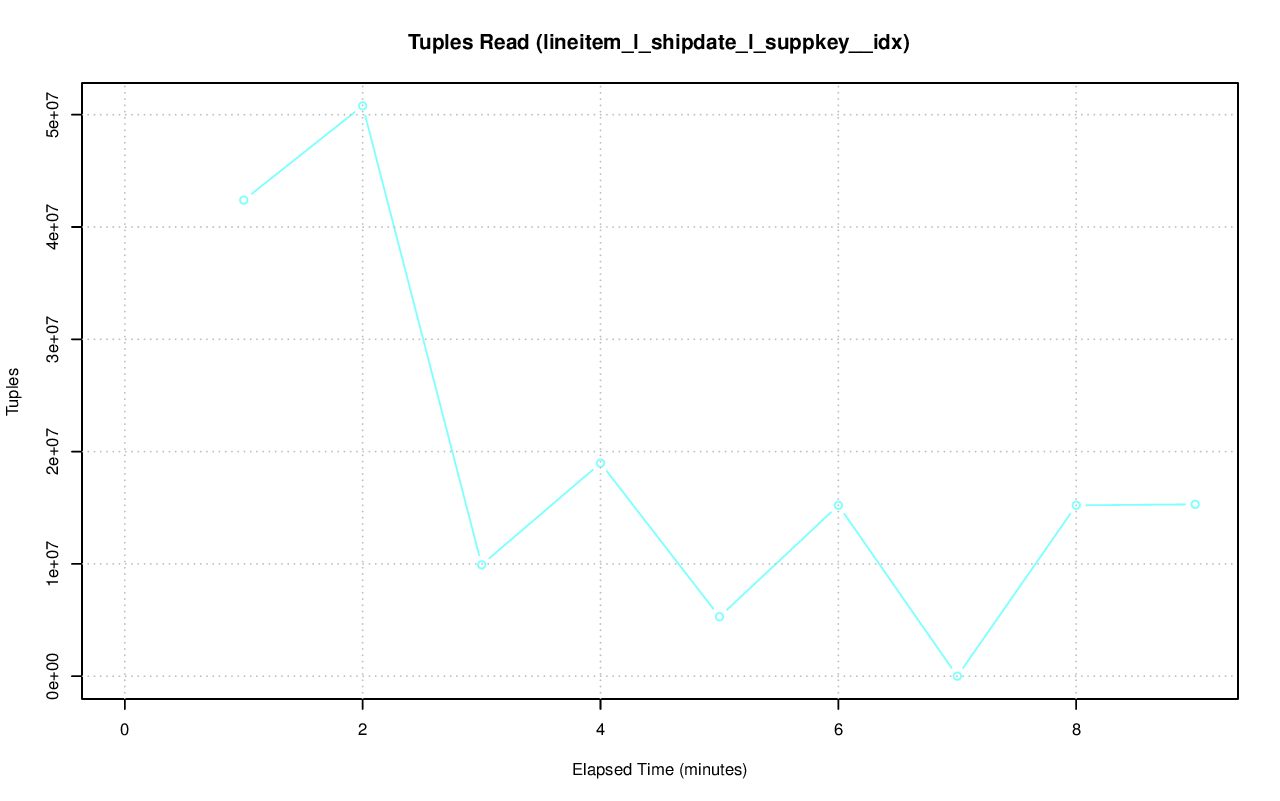 Tuples Read (lineitem_l_shipdate_l_suppkey__idx)
Tuples
5e+07
4e+07
3e+07
2e+07
1e+07
0e+00
0 2 4 6 8
Elapsed Time (minutes)